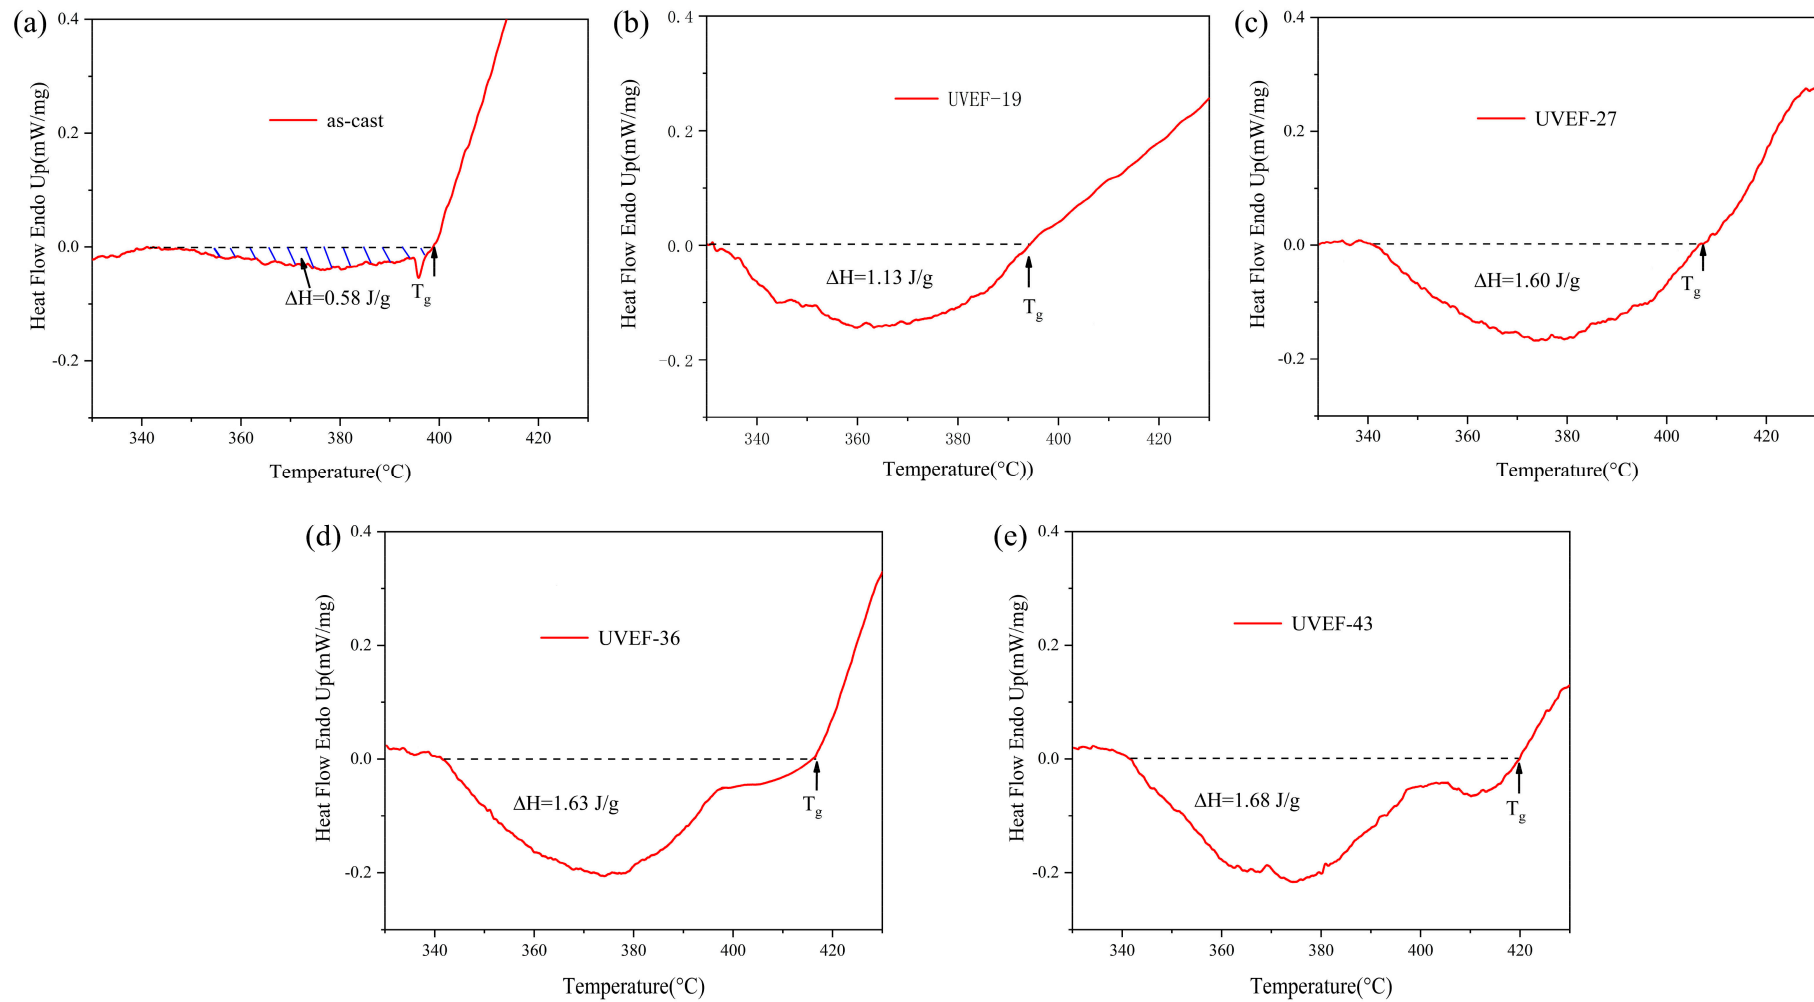 (a)
0.4
0.2
0.0
-0.2
Heat Flow Endo Up(mW/mg)
as-cast
ΔH=0.58 J/g
Tg
340
360
380
400
420
Temperature(°C)
(b)
0.4
0.2
0.0
-0.2
Heat Flow Endo Up(mW/mg)
UVEF-19
ΔH=1.13 J/g
Tg
340
360
380
400
420
Temperature(°C))
(c)
0.4
0.2
0.0
-0.2
Heat Flow Endo Up(mW/mg)
UVEF-27
ΔH=1.60 J/g
Tg
340
360
380
400
420
Temperature(°C)
(d)
0.4
0.2
0.0
-0.2
Heat Flow Endo Up(mW/mg)
UVEF-36
ΔH=1.63 J/g
Tg
340
360
380
400
420
Temperature(°C)
(e)
0.4
0.2
0.0
-0.2
Heat Flow Endo Up(mW/mg)
UVEF-43
ΔH=1.68 J/g
Tg
340
360
380
400
420
Temperature(°C)